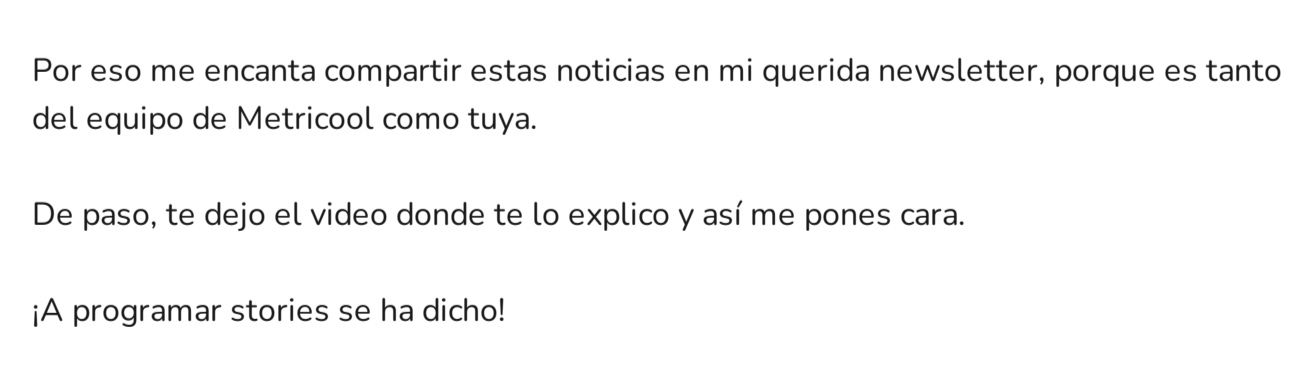 Por eso me encanta compartir estas noticias en mi querida newsletter, porque es tanto
del equipo de Metricool como tuya.
De paso, te dejo el video donde te lo explico y así me pones cara.
¡A programar stories se ha dicho!